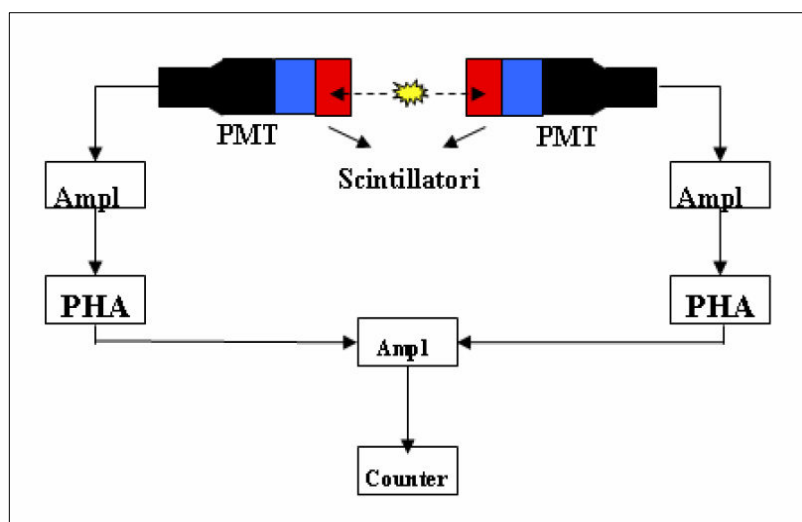 PMT
PMT
Scintillatori
Ampl
Ampl
PHA
PHA
Ampl
Counter